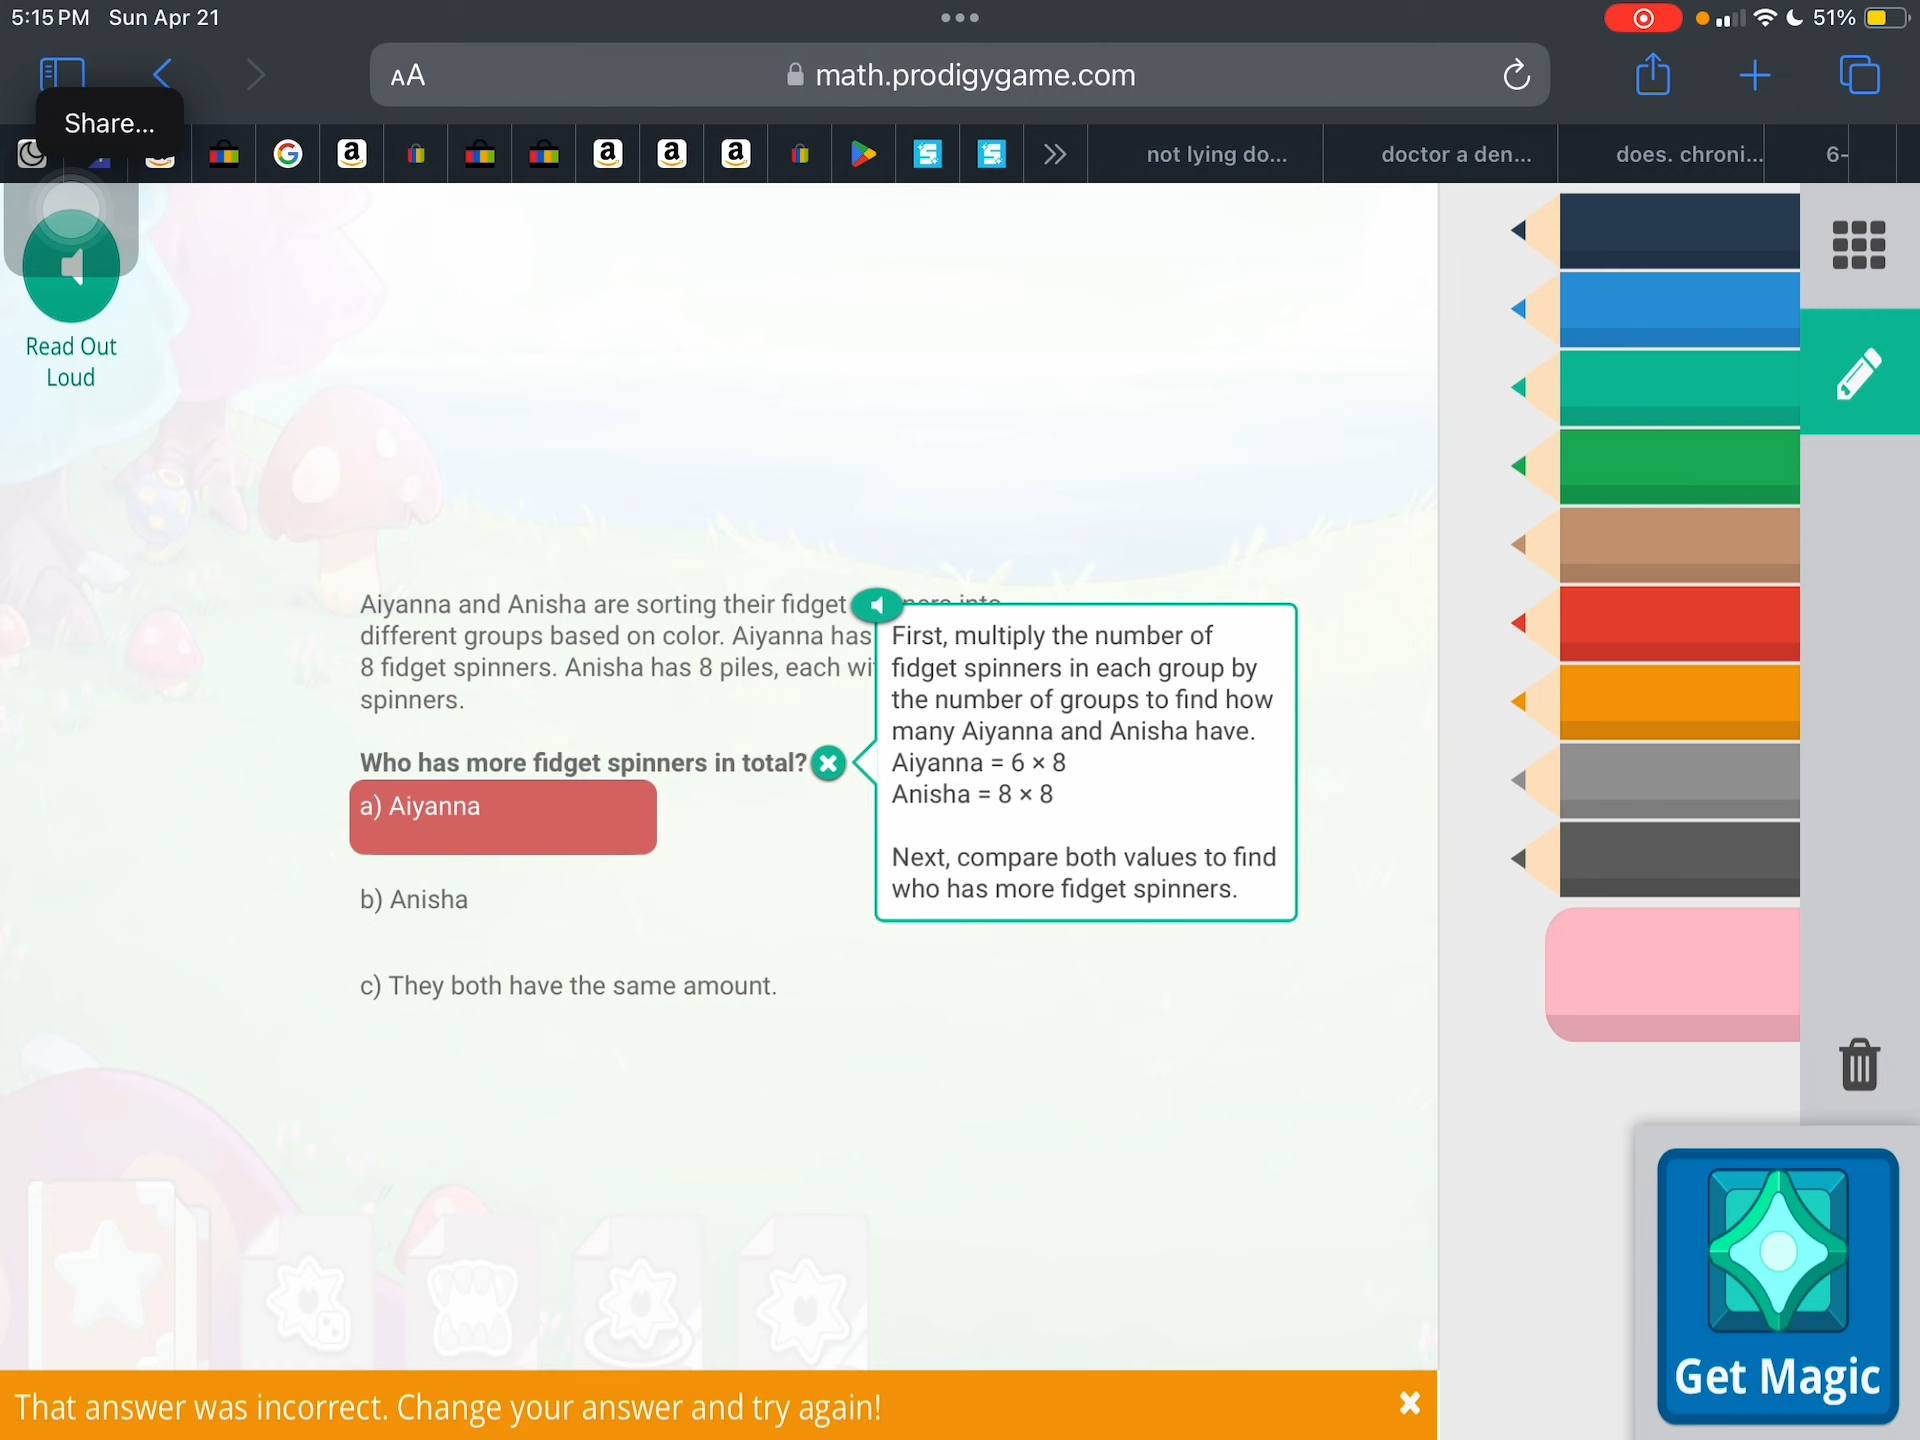 5:15 PM Sun Apr 21
51%
AA
math.prodigygame.com
Share...
not lying do...
doctor a den...
does. chroni...
6-
Read Out
Loud
Aiyanna and Anisha are sorting their fidget
different groups based on color. Aiyanna has
8 fidget spinners. Anisha has 8 piles, each
spinners.
Who has more fidget spinners in total?
a) Aiyanna
b) Anisha
c) They both have the same amount.
First, multiply the number of
fidget spinners in each group by
the number of groups to find how
many Aiyanna and Anisha have.
Aiyanna = 6 × 8
Anisha = 8 × 8
Next, compare both values to find
who has more fidget spinners.
Get Magic
That answer was incorrect. Change your answer and try again!